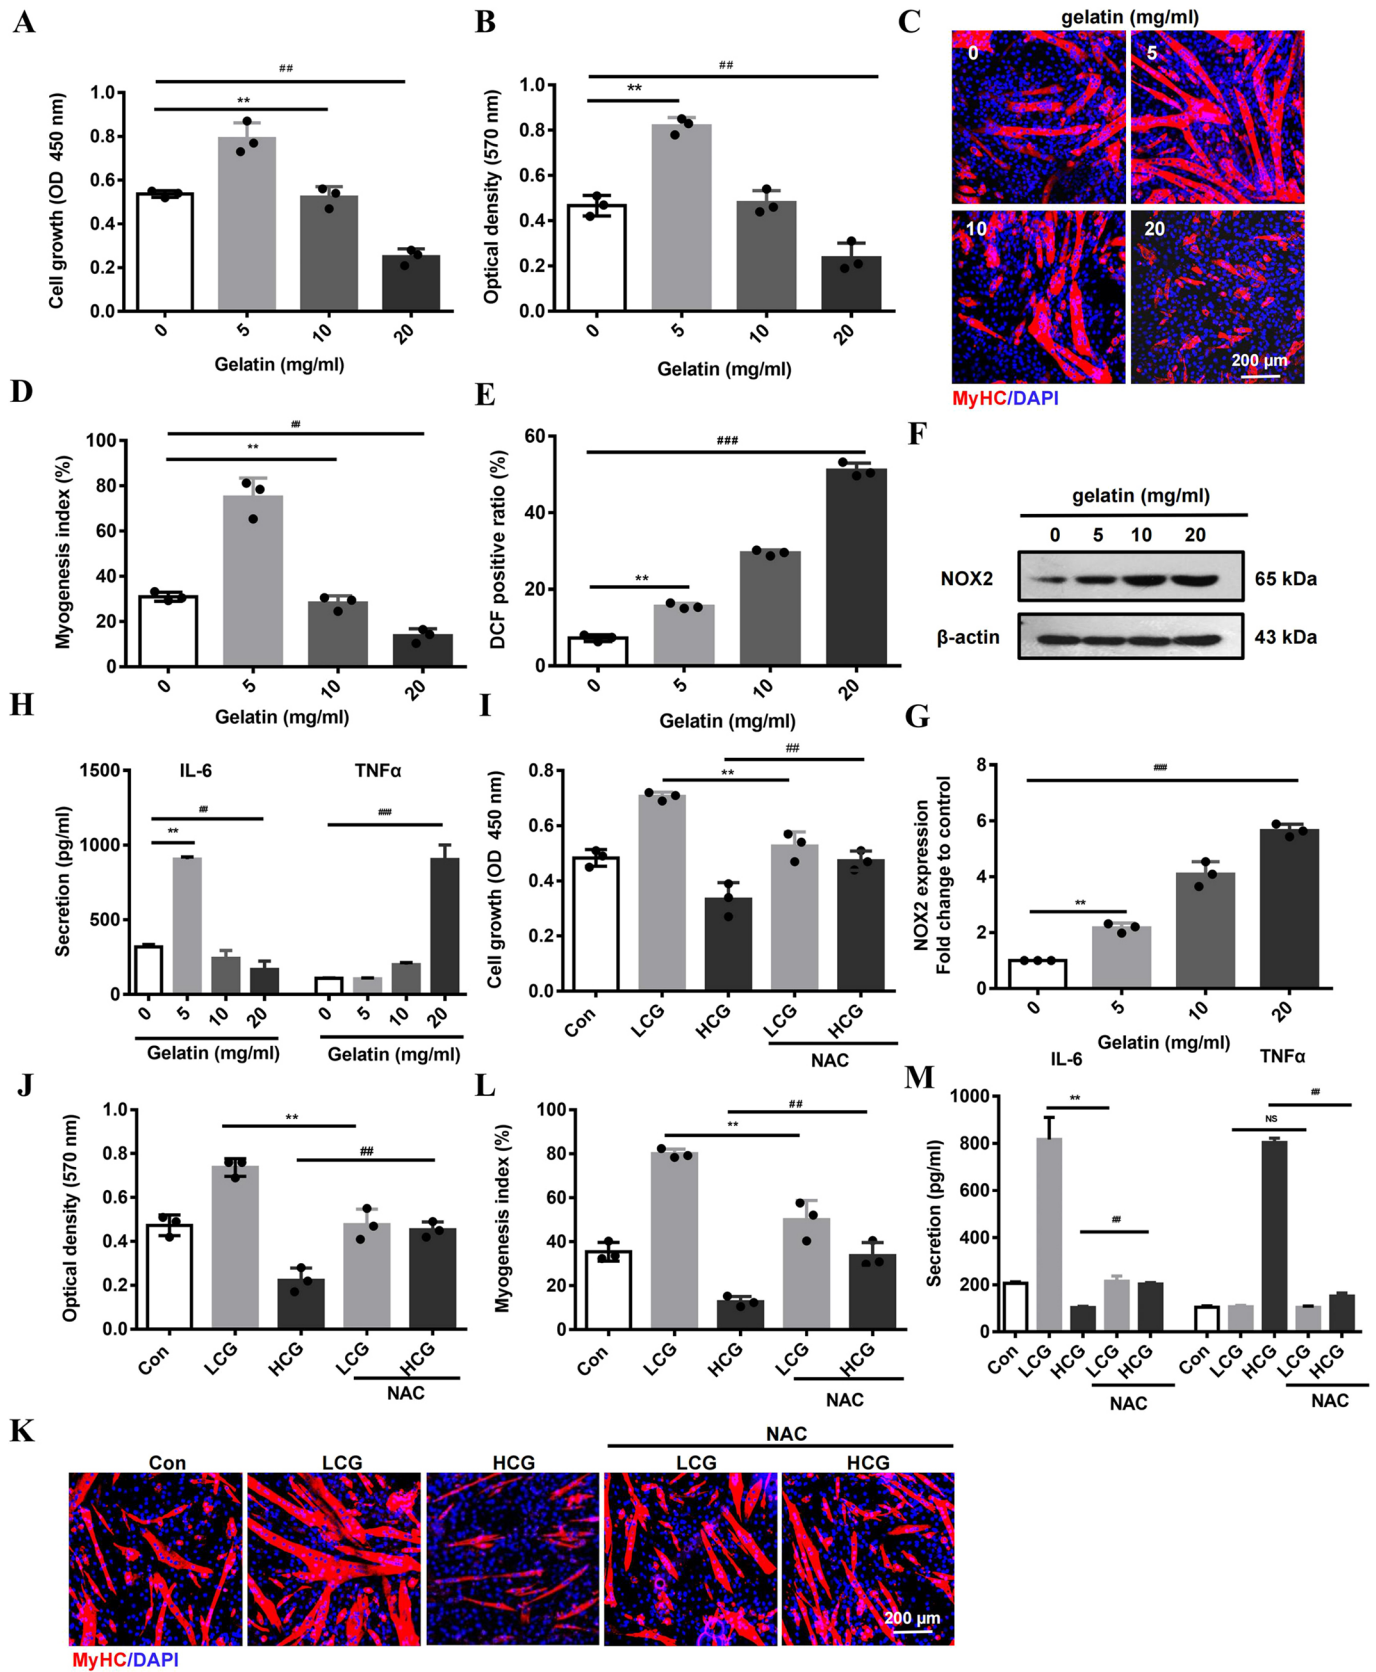 A
##
**
1.0
0.8
0.6
0.4
0.2
0.0
Cell growth (OD 450 nm)
0 5 10 20
Gelatin (mg/ml)
B
##
**
1.0
0.8
0.6
0.4
0.2
0.0
Optical density (570 nm)
0 5 10 20
Gelatin (mg/ml)
C
gelatin (mg/ml)
0 5
10 20
200 µm
MyHC/DAPI
D
##
**
100
80
60
40
20
0
Myogenesis index (%)
0 5 10 20
Gelatin (mg/ml)
E
###
**
60
40
20
0
DCF positive ratio (%)
0 5 10 20
Gelatin (mg/ml)
F
gelatin (mg/ml)
0 5 10 20
NOX2 65 kDa
β-actin 43 kDa
H
IL-6 TNFα
## ###
**
1500
1000
500
0
Secretion (pg/ml)
0 5 10 20 0 5 10 20
Gelatin (mg/ml) Gelatin (mg/ml)
I
##
**
0.8
0.6
0.4
0.2
0.0
Cell growth (OD 450 nm)
Con LCG HCG LCG HCG
NAC
G
###
**
8
6
4
2
0
NOX2 expression
Fold change to control
0 5 10 20
Gelatin (mg/ml)
J
**
##
1.0
0.8
0.6
0.4
0.2
0.0
Optical density (570 nm)
Con LCG HCG LCG HCG
NAC
L
##
**
100
80
60
40
20
0
Myogenesis index (%)
Con LCG HCG LCG HCG
NAC
M
IL-6 TNFα
** ##
NS
##
1000
800
600
400
200
0
Secretion (pg/ml)
Con LCG HCG LCG HCG Con LCG HCG LCG HCG
NAC NAC
K
NAC
Con LCG HCG LCG HCG
200 µm
MyHC/DAPI